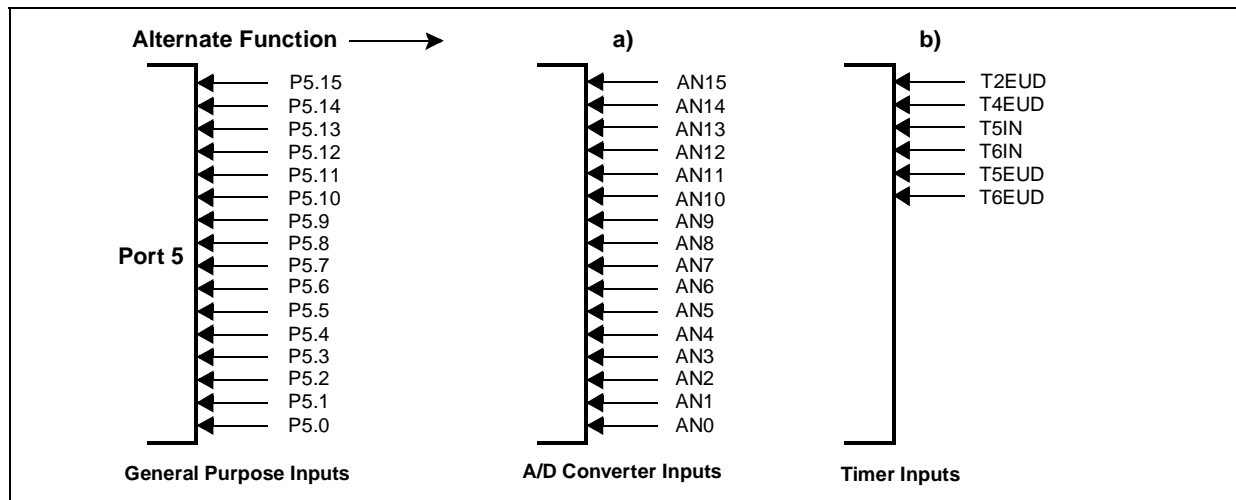 Alternate Function a) b)
P5.15 AN15 T2EUD
P5.14 AN14 T4EUD
P5.13 AN13 T5IN
P5.12 AN12 T6IN
P5.11 AN11 T5EUD
P5.10 AN10 T6EUD
P5.9 AN9
P5.8 AN8
Port 5
P5.7 AN7
P5.6 AN6
P5.5 AN5
P5.4 AN4
P5.3 AN3
P5.2 AN2
P5.1 AN1
P5.0 AN0
General Purpose Inputs A/D Converter Inputs Timer Inputs